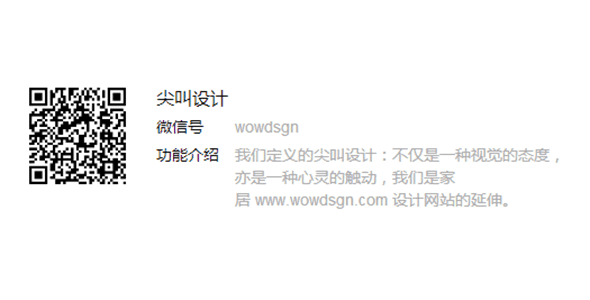 尖叫设计
微信号 wowdsgn
功能介绍 我们定义的尖叫设计：不仅是一种视觉的态度，
亦是一种心灵的触动，我们是家
居 www.wowdsgn.com 设计网站的延伸。